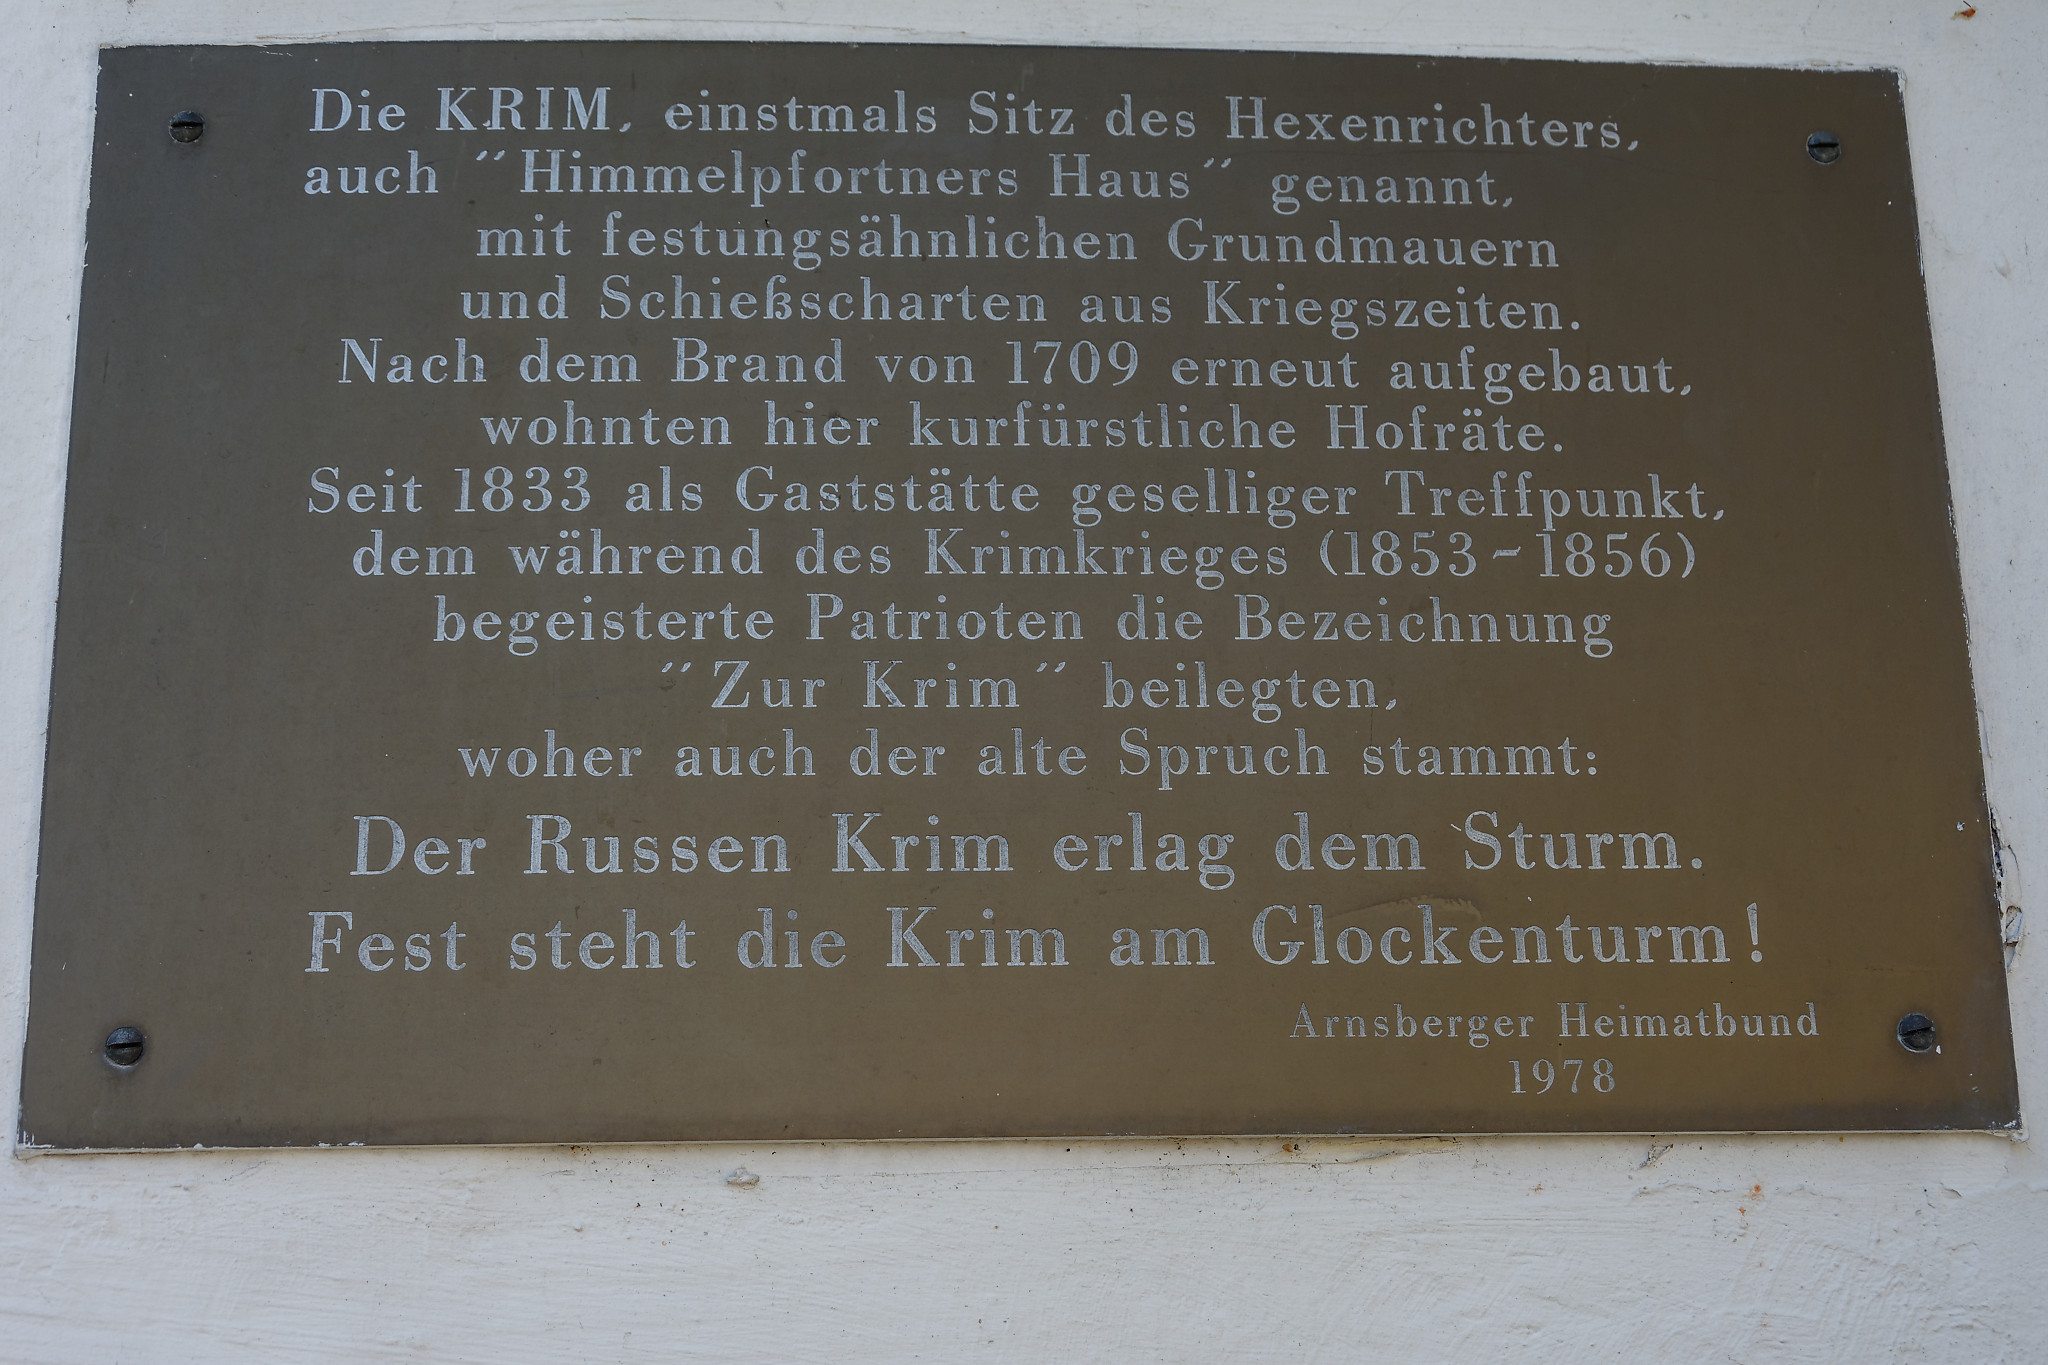 Die KRIM, einstmals Sitz des Hexenrichters,
auch "Himmelpfortners Haus" genannt,
mit festungsähnlichen Grundmauern
und Schießscharten aus Kriegszeiten.
Nach dem Brand von 1709 erneut aufgebaut,
wohnten hier kurfürstliche Hofräte.
Seit 1833 als Gaststätte geselliger Treffpunkt,
dem während des Krimkrieges (1853-1856)
begeisterte Patrioten die Bezeichnung
"Zur Krim" beilegten,
woher auch der alte Spruch stammt:
Der Russen Krim erlag dem Sturm.
Fest steht die Krim am Glockenturm!
Arnsberger Heimatbund
1978